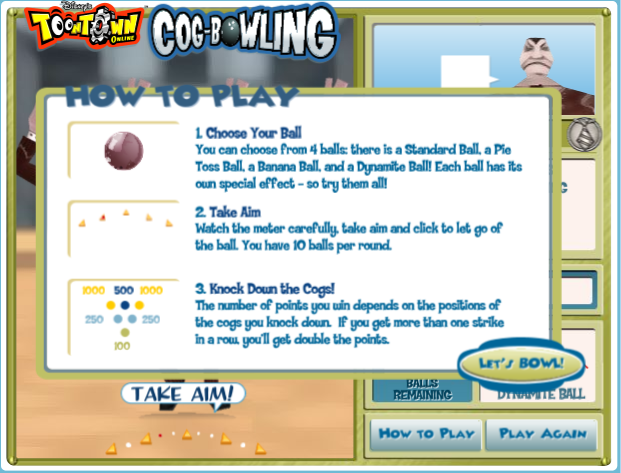 Disney's
TOONTOWN
ONLINE
COG-BOWLING
HOW TO PLAY
1. Choose Your Ball
You can choose from 4 balls: there is a Standard Ball, a Pie
Toss Ball, a Banana Ball, and a Dynamite Ball! Each ball has its
own special effect - so try them all!
2. Take Aim
Watch the meter carefully, take aim and click to let go of
the ball. You have 10 balls per round.
1000 500 1000
250 250
100
3. Knock Down the Cogs!
The number of points you win depends on the positions of
the cogs you knock down. If you get more than one strike
in a row, you'll get double the points.
LET'S BOWL!
TAKE AIM!
BALLS
REMAINING
DYNAMITE BALL
HOW TO PLAY
PLAY AGAIN